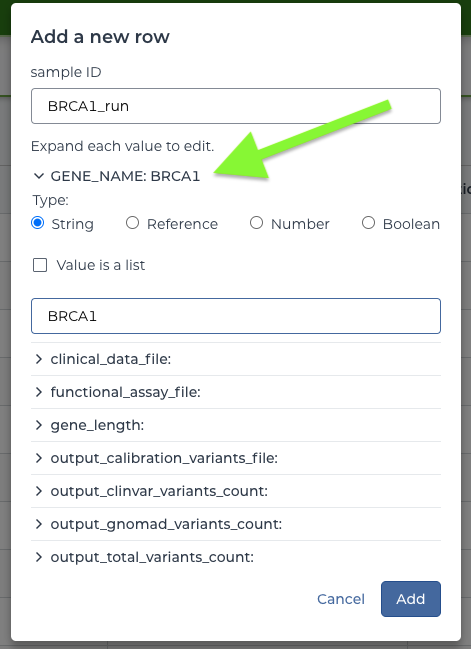 Add a new row
sample ID
BRCA1_run
Expand each value to edit.
GENE_NAME: BRCA1
Type:
String Reference Number Boolean
Value is a list
BRCA1
clinical_data_file:
functional_assay_file:
gene_length:
output_calibration_variants_file:
output_clinvar_variants_count:
output_gnomad_variants_count:
output_total_variants_count:
Cancel Add